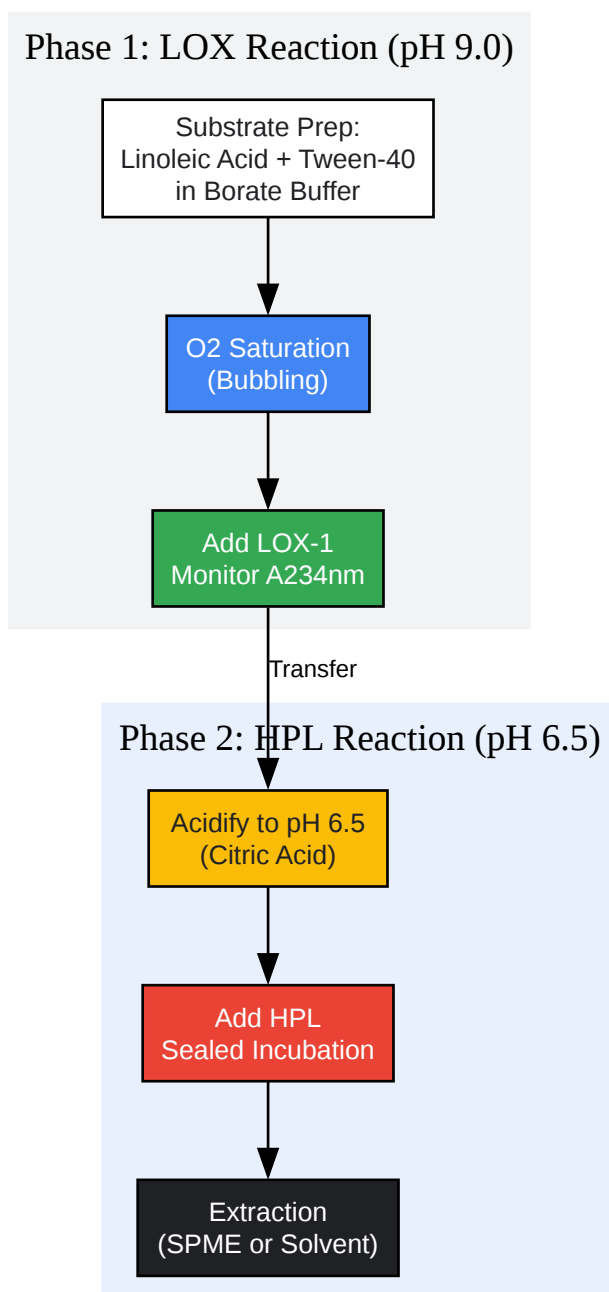 Phase 1: LOX Reaction (pH 9.0)
Substrate Prep:
Linoleic Acid + Tween-40
in Borate Buffer
O2 Saturation
(Bubbling)
Add LOX-1
Monitor A234nm
Transfer
Phase 2: HPL Reaction (pH 6.5)
Acidify to pH 6.5
(Citric Acid)
Add HPL
Sealed Incubation
Extraction
(SPME or Solvent)